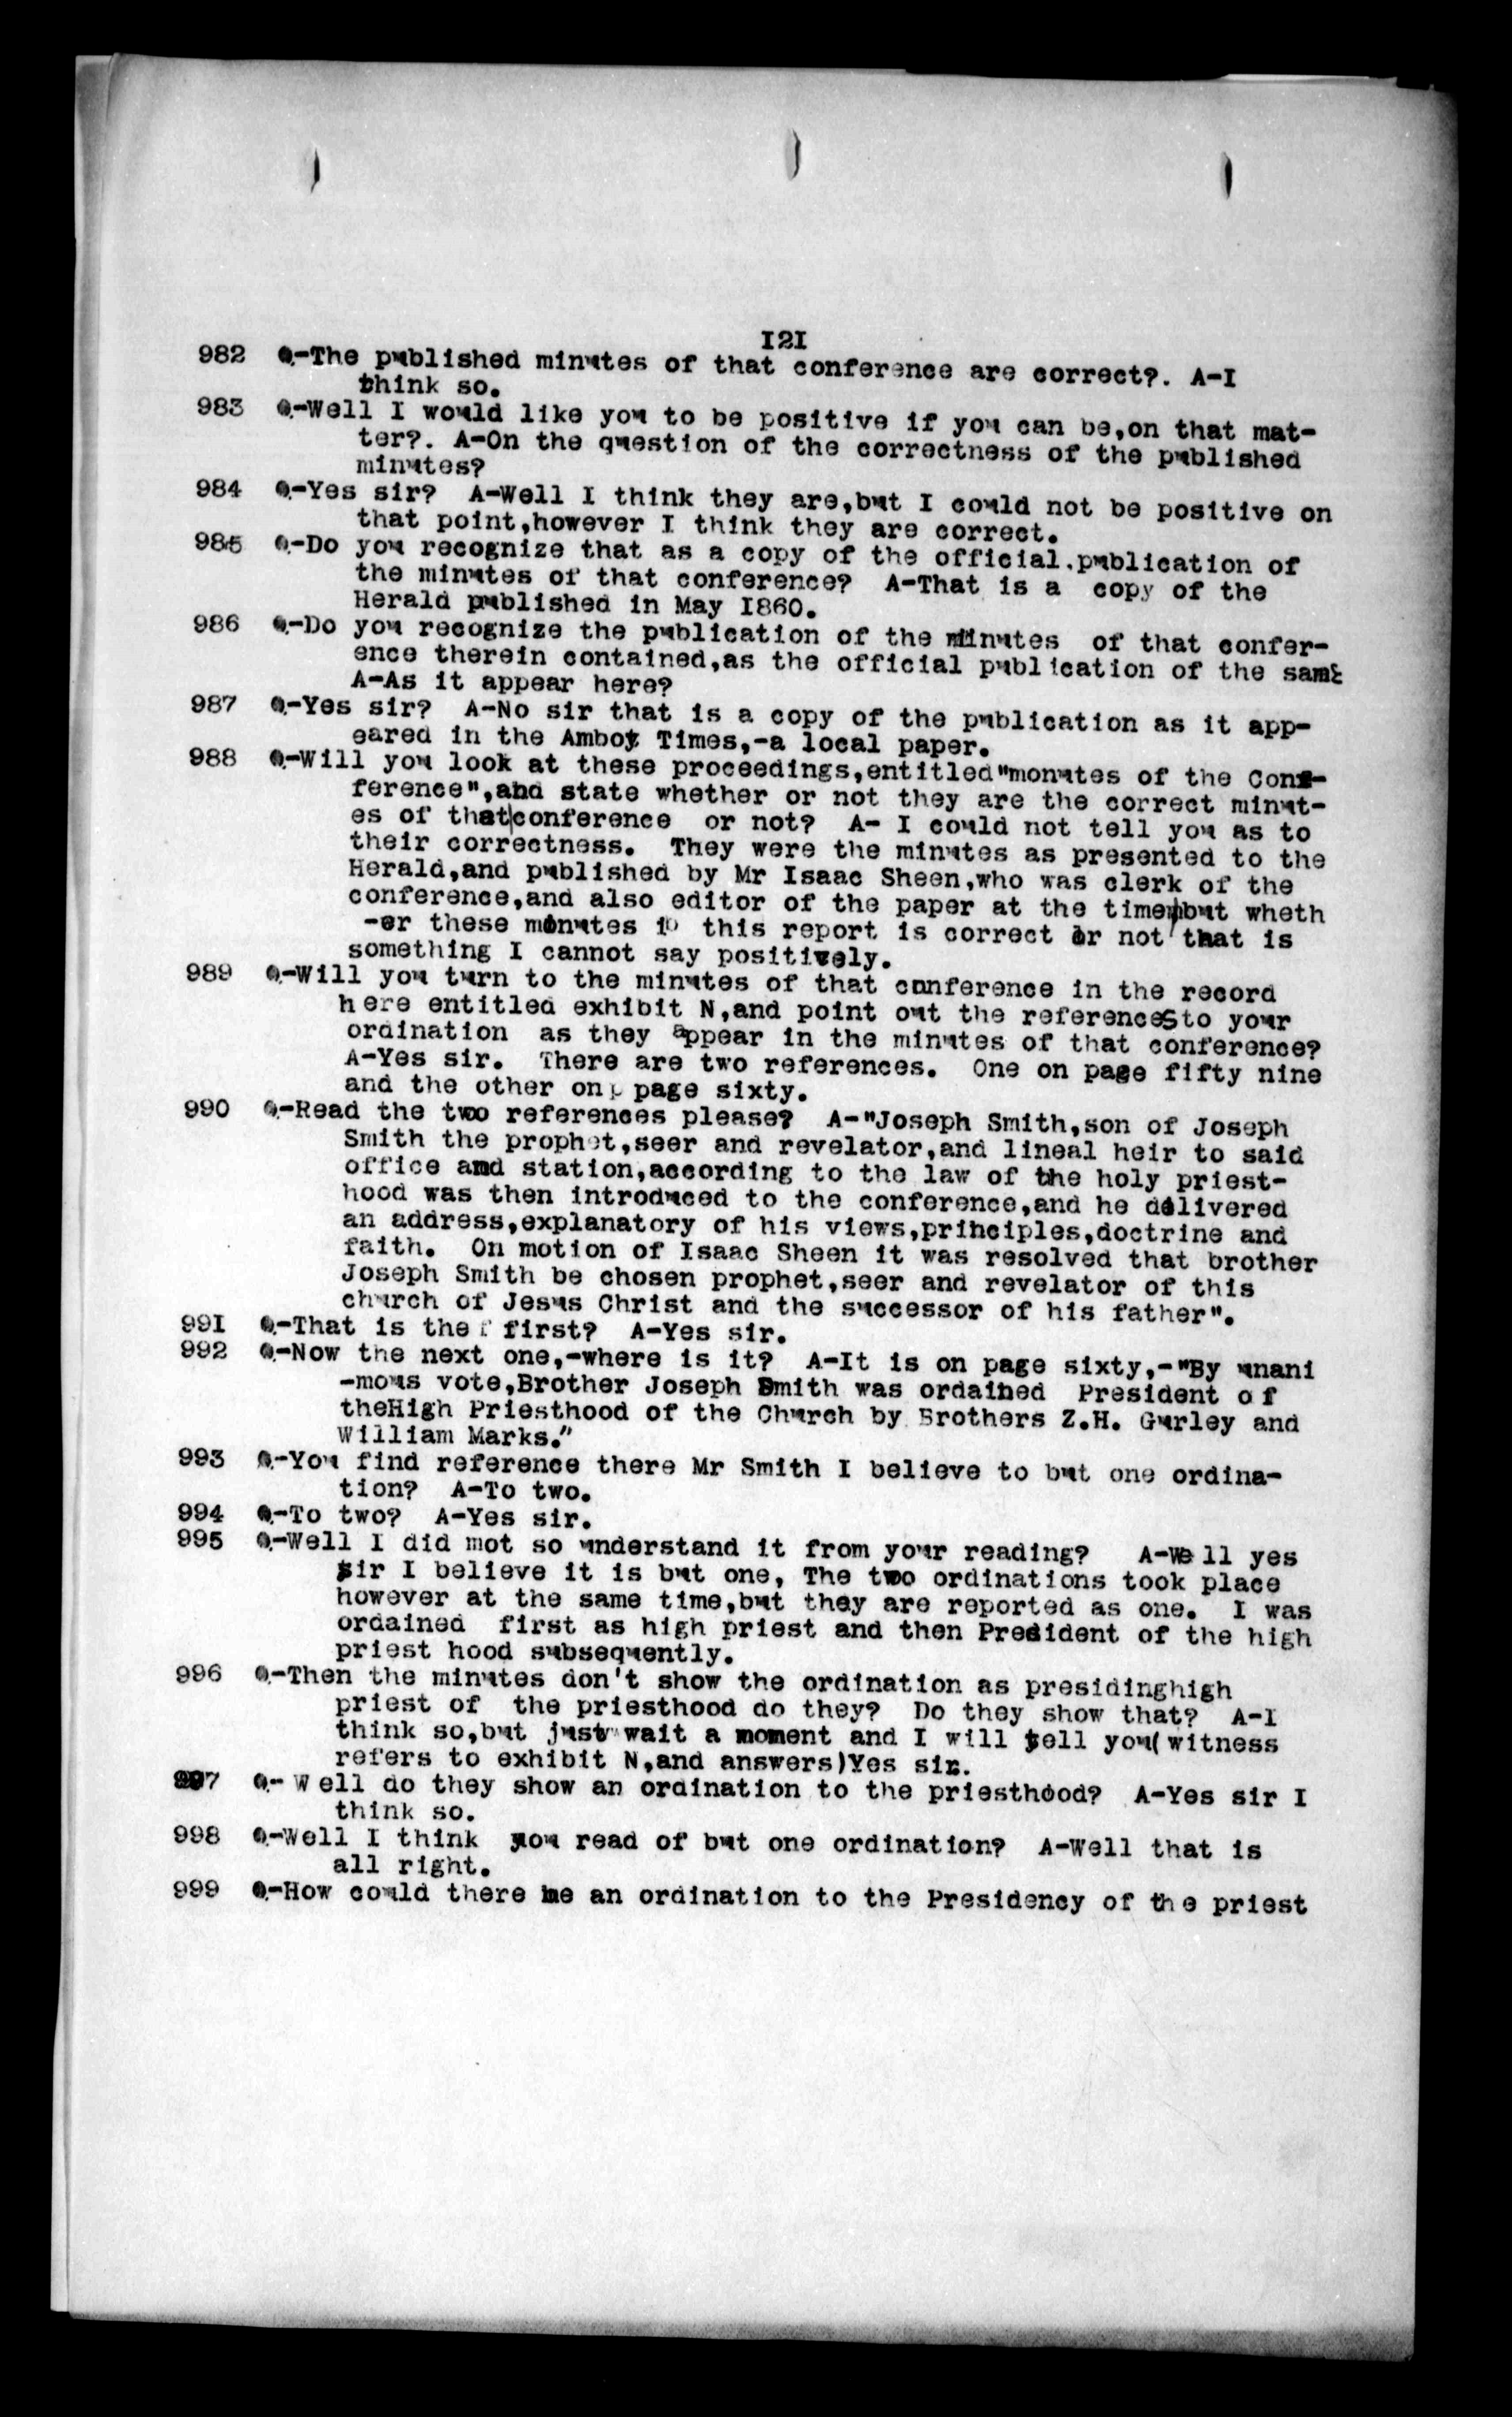 I2I
982 Q.-The published minutes of that conference are correct?. A-I
think so.
983 Q.-Well I would like you to be positive if you can be,on that mat-
ter?. A-On the question of the correctness of the published
minutes?
984 Q.-Yes sir? A-Well I think they are,but I could not be positive on
that point,however I think they are correct.
985 Q.-Do you recognize that as a copy of the official.publication of
the minutes of that conference? A-That is a copy of the
Herald published in May I860.
986 Q.-Do you recognize the publication of the minutes of that confer-
ence therein contained,as the official publication of the same
A-As it appear here?
987 Q.-Yes sir? A-No sir that is a copy of the publication as it app-
eared in the Amboy Times,-a local paper.
988 Q.-Will you look at these proceedings,entitled"monutes of the Conf-
ference",and state whether or not they are the correct minut-
es of that conference or not? A- I could not tell you as to
their correctness. They were the minutes as presented to the
Herald,and published by Mr Isaac Sheen,who was clerk of the
conference,and also editor of the paper at the time,but wheth
-er these minutes in this report is correct or not that is
something I cannot say positively.
989 Q.-Will you turn to the minutes of that conference in the record
here entitled exhibit N,and point out the references to your
ordination as they appear in the minutes of that conference?
A-Yes sir. There are two references. One on page fifty nine
and the other on page sixty.
990 Q.-Read the two references please? A-"Joseph Smith,son of Joseph
Smith the prophet,seer and revelator,and lineal heir to said
office and station,according to the law of the holy priest-
hood was then introduced to the conference,and he delivered
an address,explanatory of his views,principles,doctrine and
faith. On motion of Isaac Sheen it was resolved that brother
Joseph Smith be chosen prophet,seer and revelator of this
church of Jesus Christ and the successor of his father".
99I Q.-That is the first? A-Yes sir.
992 Q.-Now the next one,-where is it? A-It is on page sixty,-"By unani
-mous vote,Brother Joseph Smith was ordained President of
theHigh Priesthood of the Church by Brothers Z.H. Gurley and
William Marks."
993 Q.-You find reference there Mr Smith I believe to but one ordina-
tion? A-To two.
994 Q.-To two? A-Yes sir.
995 Q.-Well I did mot so understand it from your reading? A-We ll yes
sir I believe it is but one, The two ordinations took place
however at the same time,but they are reported as one. I was
ordained first as high priest and then President of the high
priest hood subsequently.
996 Q.-Then the minutes don't show the ordination as presidinghigh
priest of the priesthood do they? Do they show that? A-I
think so,but just wait a moment and I will tell you(witness
refers to exhibit N,and answers)Yes sir.
997 Q.- Well do they show an ordination to the priesthood? A-Yes sir I
think so.
998 Q.-Well I think you read of but one ordination? A-Well that is
all right.
999 Q.-How could there be an ordination to the Presidency of the priest